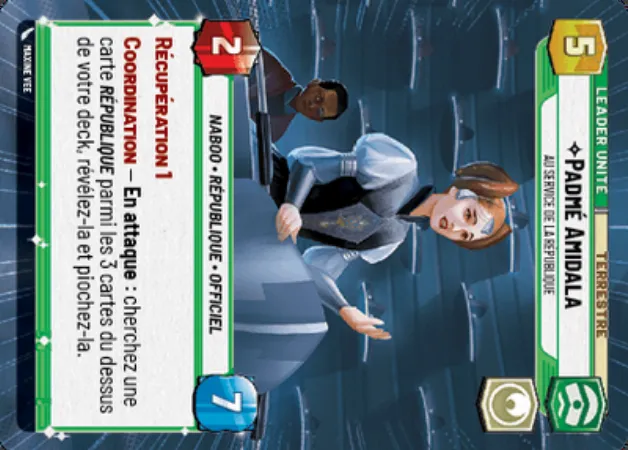 5
LEADER UNITÉ
TERRESTRE
PADMÉ AMIDALA
AU SERVICE DE LA RÉPUBLIQUE
2
7
NABOO • RÉPUBLIQUE • OFFICIEL
RÉCUPÉRATION 1
COORDINATION – En attaque : cherchez une
carte RÉPUBLIQUE parmi les 3 cartes du dessus
de votre deck, révélez-la et piochez-la.
MAXINE VEE